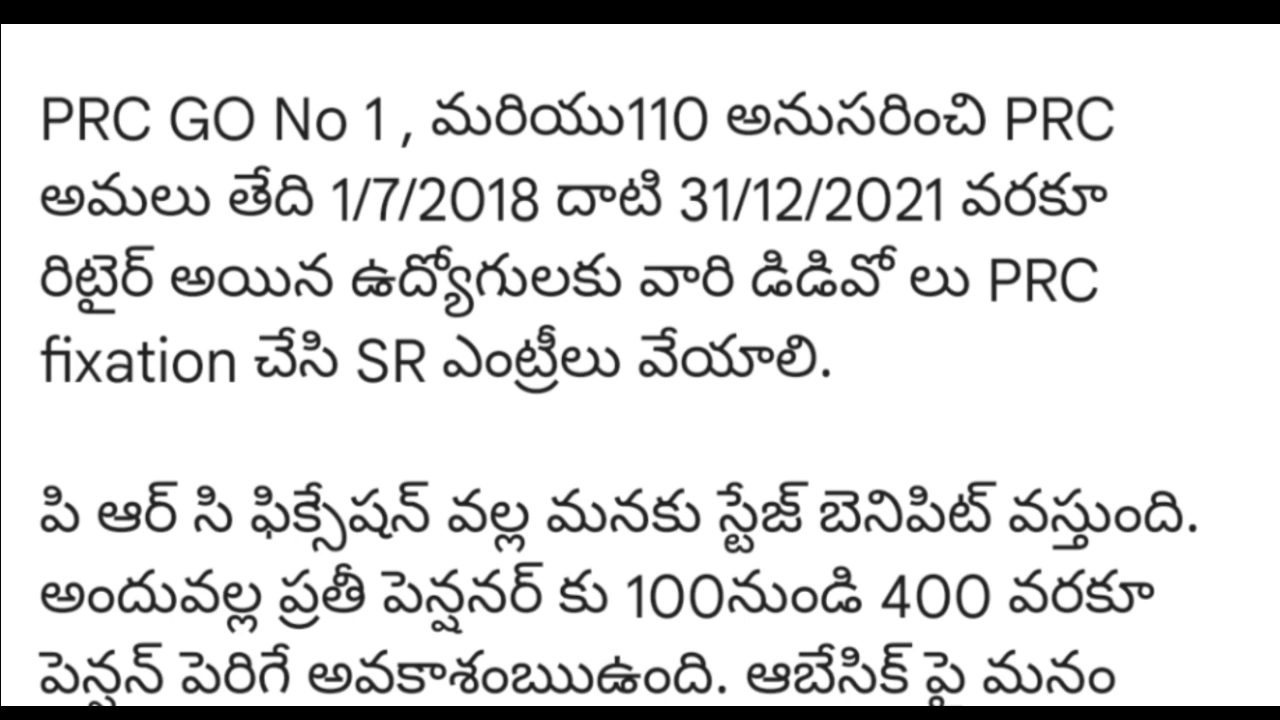 PRC GO No 1 , మరియు110 అనుసరించి PRC
అమలు తేది 1/7/2018 దాటి 31/12/2021 వరకూ
రిటైర్ అయిన ఉద్యోగులకు వారి డిడివో లు PRC
fixation చేసి SR ఎంట్రీలు వేయాలి.
పి ఆర్ సి ఫిక్సేషన్ వల్ల మనకు స్టేజ్ బెనిపిట్ వస్తుంది.
అందువల్ల ప్రతీ పెన్షనర్ కు 100నుండి 400 వరకూ
పెన్షన్ పెరిగే అవకాశంఋఉంది. ఆబేసిక్ పై మనం